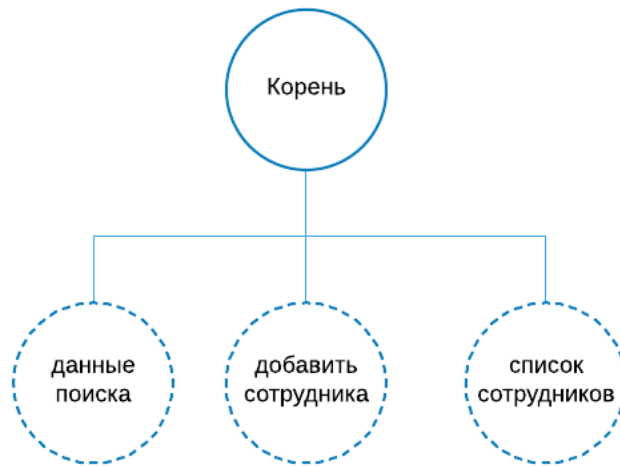 Корень
данные
поиска
добавить
сотрудника
список
сотрудников